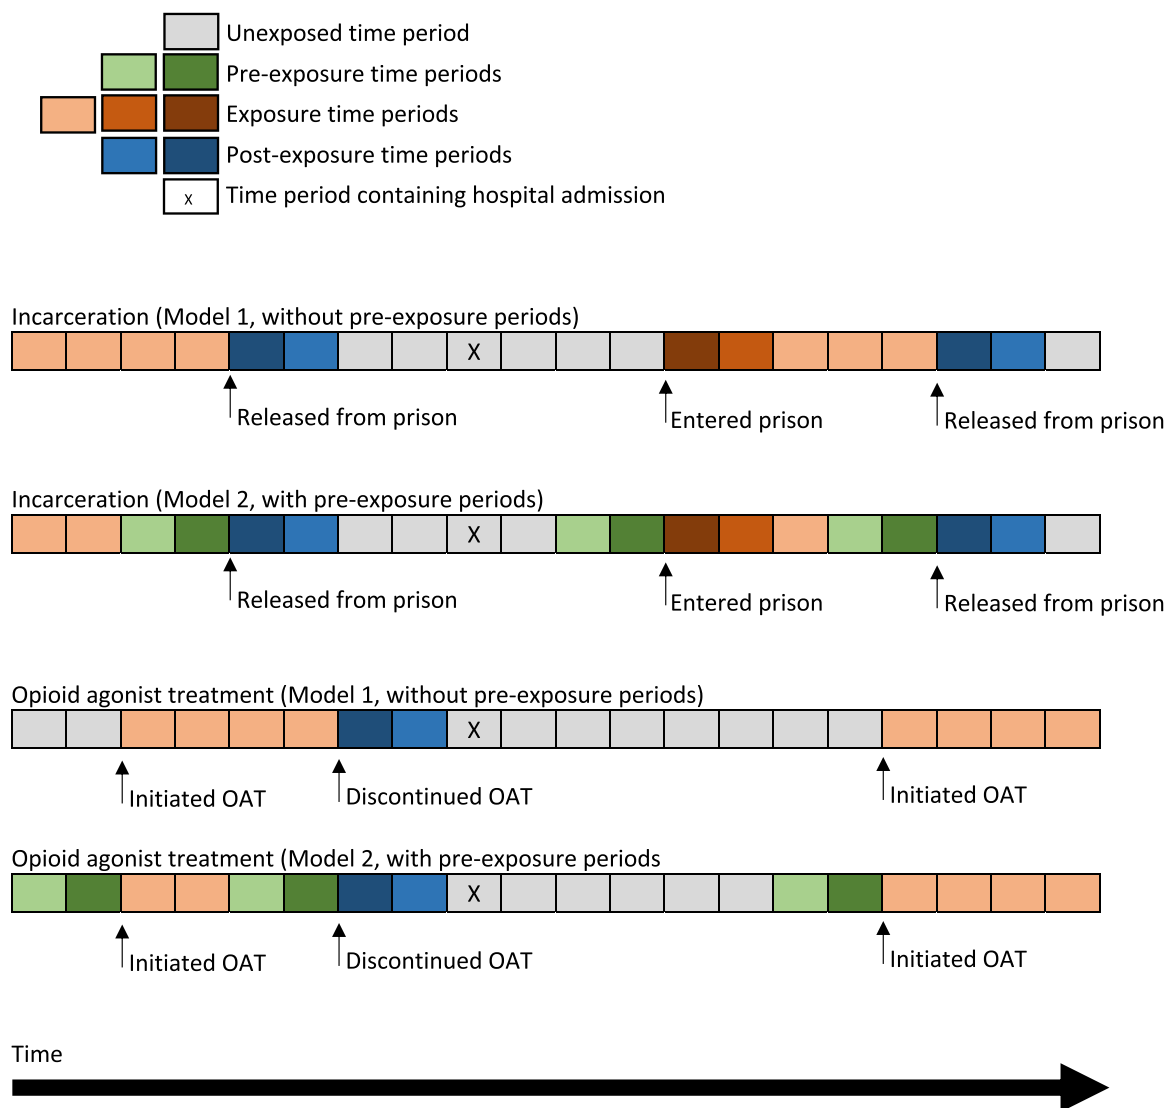 Unexposed time period
Pre-exposure time periods
Exposure time periods
Post-exposure time periods
x Time period containing hospital admission
Incarceration (Model 1, without pre-exposure periods)
X
Released from prison
Entered prison
Released from prison
Incarceration (Model 2, with pre-exposure periods)
X
Released from prison
Entered prison
Released from prison
Opioid agonist treatment (Model 1, without pre-exposure periods)
X
Initiated OAT
Discontinued OAT
Initiated OAT
Opioid agonist treatment (Model 2, with pre-exposure periods
X
Initiated OAT
Discontinued OAT
Initiated OAT
Time